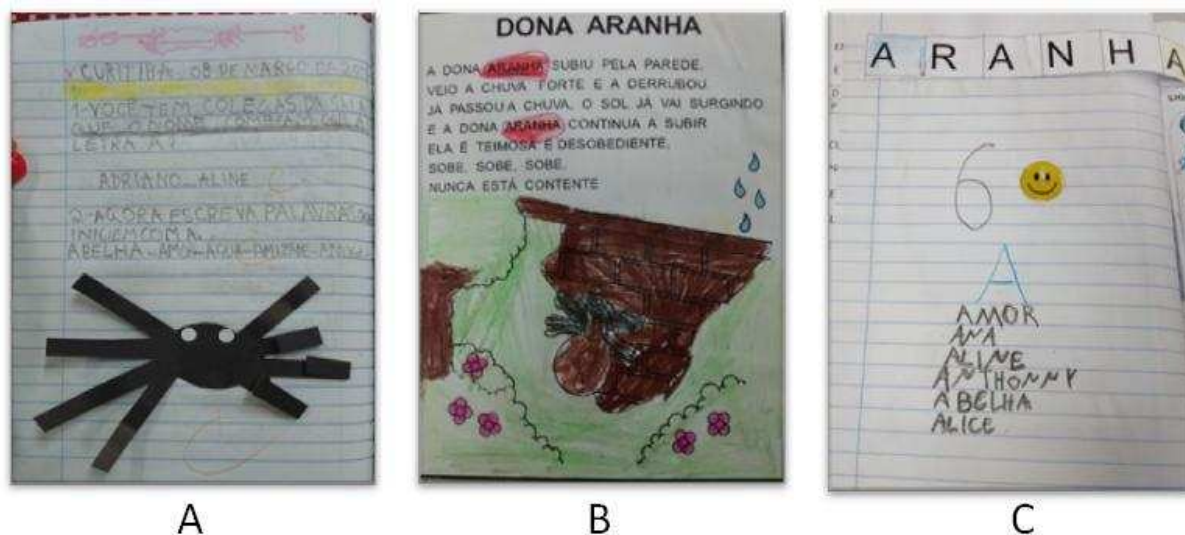 CURITIBA, 08 DE MARÇO DE
1-VOCÊ TEM COLEGAS DA SALA
QUE O NOME COMEÇAM COM A
LETRA A?
ADRIANO ALINE
2-AGORA ESCREVA PALAVRAS
INICIEM COM A.
ABELHA AMO AGUA
A
DONA ARANHA
A DONA ARANHA SUBIU PELA PAREDE,
VEIO A CHUVA FORTE E A DERRUBOU
JÁ PASSOU A CHUVA, O SOL JÁ VAI SURGINDO
E A DONA ARANHA CONTINUA A SUBIR
ELA É TEIMOSA E DESOBEDIENTE,
SOBE, SOBE, SOBE,
NUNCA ESTÁ CONTENTE
B
A R A N H A
6
A
AMOR
ANA
ALINE
ANTHONNY
ABELHA
ALICE
C